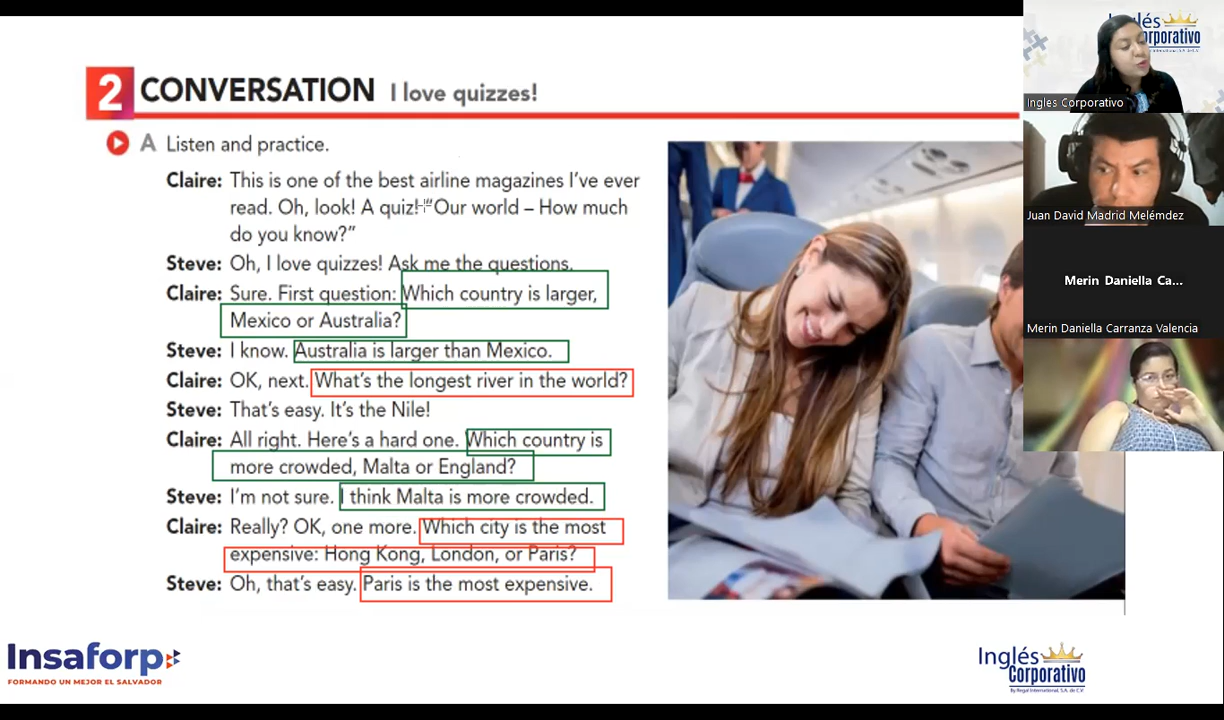 2 CONVERSATION I love quizzes!
A Listen and practice.
Claire: This is one of the best airline magazines I've ever
read. Oh, look! A quiz! “Our world – How much
do you know?”
Steve: Oh, I love quizzes! Ask me the questions.
Claire: Sure. First question: Which country is larger,
Mexico or Australia?
Steve: I know. Australia is larger than Mexico.
Claire: OK, next. What's the longest river in the world?
Steve: That's easy. It's the Nile!
Claire: All right. Here's a hard one. Which country is
more crowded, Malta or England?
Steve: I'm not sure. I think Malta is more crowded.
Claire: Really? OK, one more. Which city is the most
expensive: Hong Kong, London, or Paris?
Steve: Oh, that's easy. Paris is the most expensive.
Insaforp
FORMANDO UN MEJOR EL SALVADOR
Inglés
Corporativo
By Regal International, S.A. de C.V.
Inglés
Corporativo
Ingles Corporativo
Juan David Madrid Melémdez
Merin Daniella Ca...
Merin Daniella Carranza Valencia